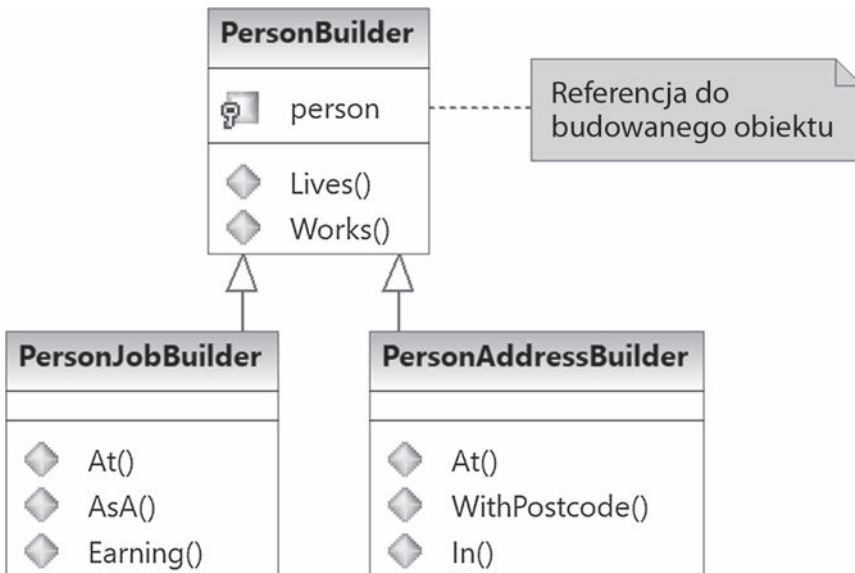 PersonBuilder
person
Referencja do
budowanego obiektu
Lives()
Works()
PersonJobBuilder
At()
AsA()
Earning()
PersonAddressBuilder
At()
WithPostcode()
In()